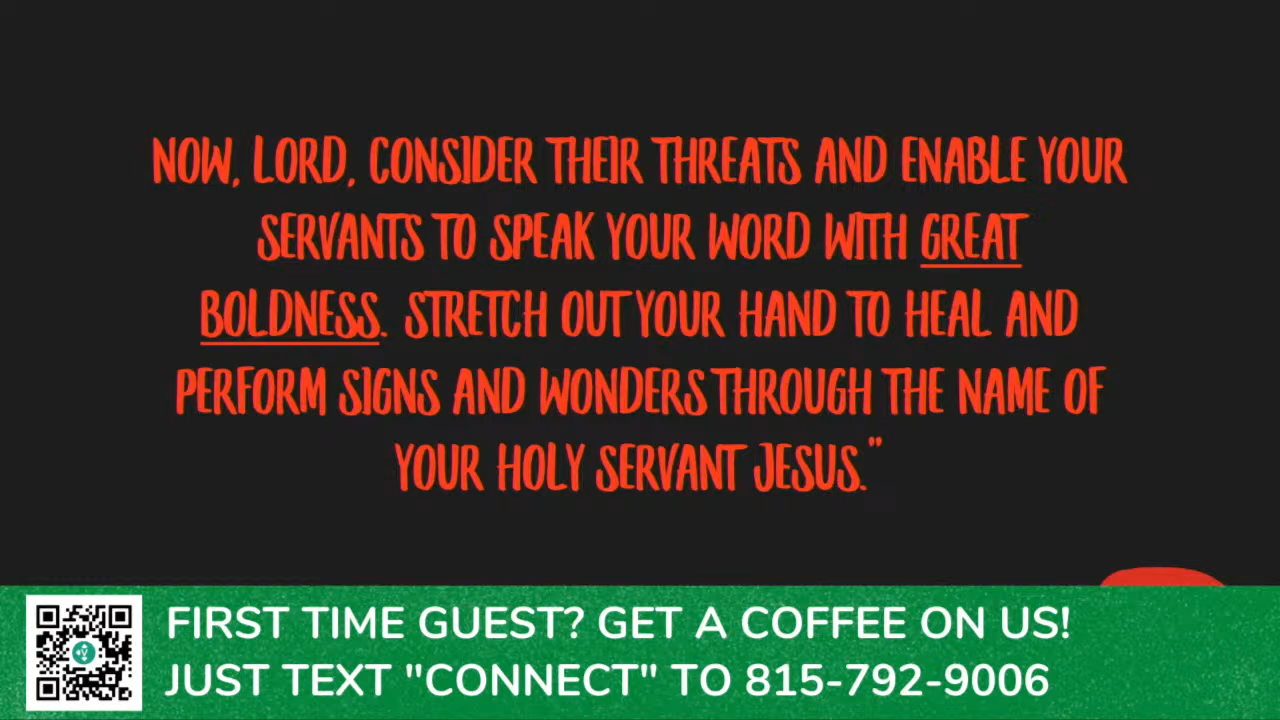 NOW, LORD, CONSIDER THEIR THREATS AND ENABLE YOUR
SERVANTS TO SPEAK YOUR WORD WITH GREAT
BOLDNESS. STRETCH OUT YOUR HAND TO HEAL AND
PERFORM SIGNS AND WONDERS THROUGH THE NAME OF
YOUR HOLY SERVANT JESUS."
FIRST TIME GUEST? GET A COFFEE ON US!
JUST TEXT "CONNECT" TO 815-792-9006